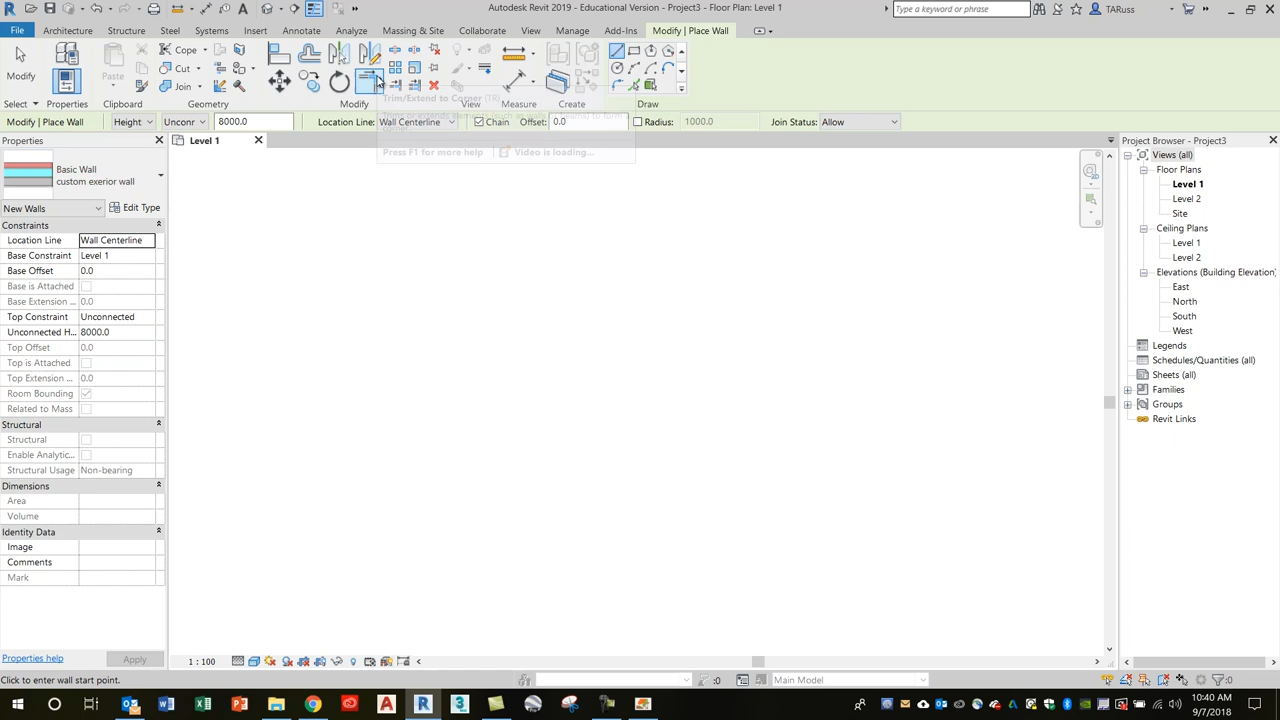 Autodesk Revit 2019 - Educational Version - Project3 - Floor Plan: Level 1
Type a keyword or phrase
TARuss
File
Architecture
Structure
Steel
Systems
Insert
Annotate
Analyze
Massing & Site
Collaborate
View
Manage
Add-Ins
Modify | Place Wall
Modify
Paste
Cope
Cut
Join
Select
Properties
Clipboard
Geometry
Modify
View
Measure
Create
Draw
Trim/Extend to Corner (TR)
Press F1 for more help
Video is loading...
Modify | Place Wall
Height
Unconr
8000.0
Location Line:
Wall Centerline
Chain
Offset:
0.0
Radius:
1000.0
Join Status:
Allow
Properties
Level 1
Project Browser - Project3
Basic Wall
custom exerior wall
New Walls
Edit Type
Constraints
Location Line
Wall Centerline
Base Constraint
Level 1
Base Offset
0.0
Base is Attached
Base Extension ...
0.0
Top Constraint
Unconnected
Unconnected H...
8000.0
Top Offset
0.0
Top is Attached
Top Extension ...
0.0
Room Bounding
Related to Mass
Structural
Structural
Enable Analytic...
Structural Usage
Non-bearing
Dimensions
Area
Volume
Identity Data
Image
Comments
Mark
Properties help
Apply
Views (all)
Floor Plans
Level 1
Level 2
Site
Ceiling Plans
Level 1
Level 2
Elevations (Building Elevation)
East
North
South
West
Legends
Schedules/Quantities (all)
Sheets (all)
Families
Groups
Revit Links
1 : 100
Click to enter wall start point.
:0
Main Model
:0
10:40 AM
9/7/2018